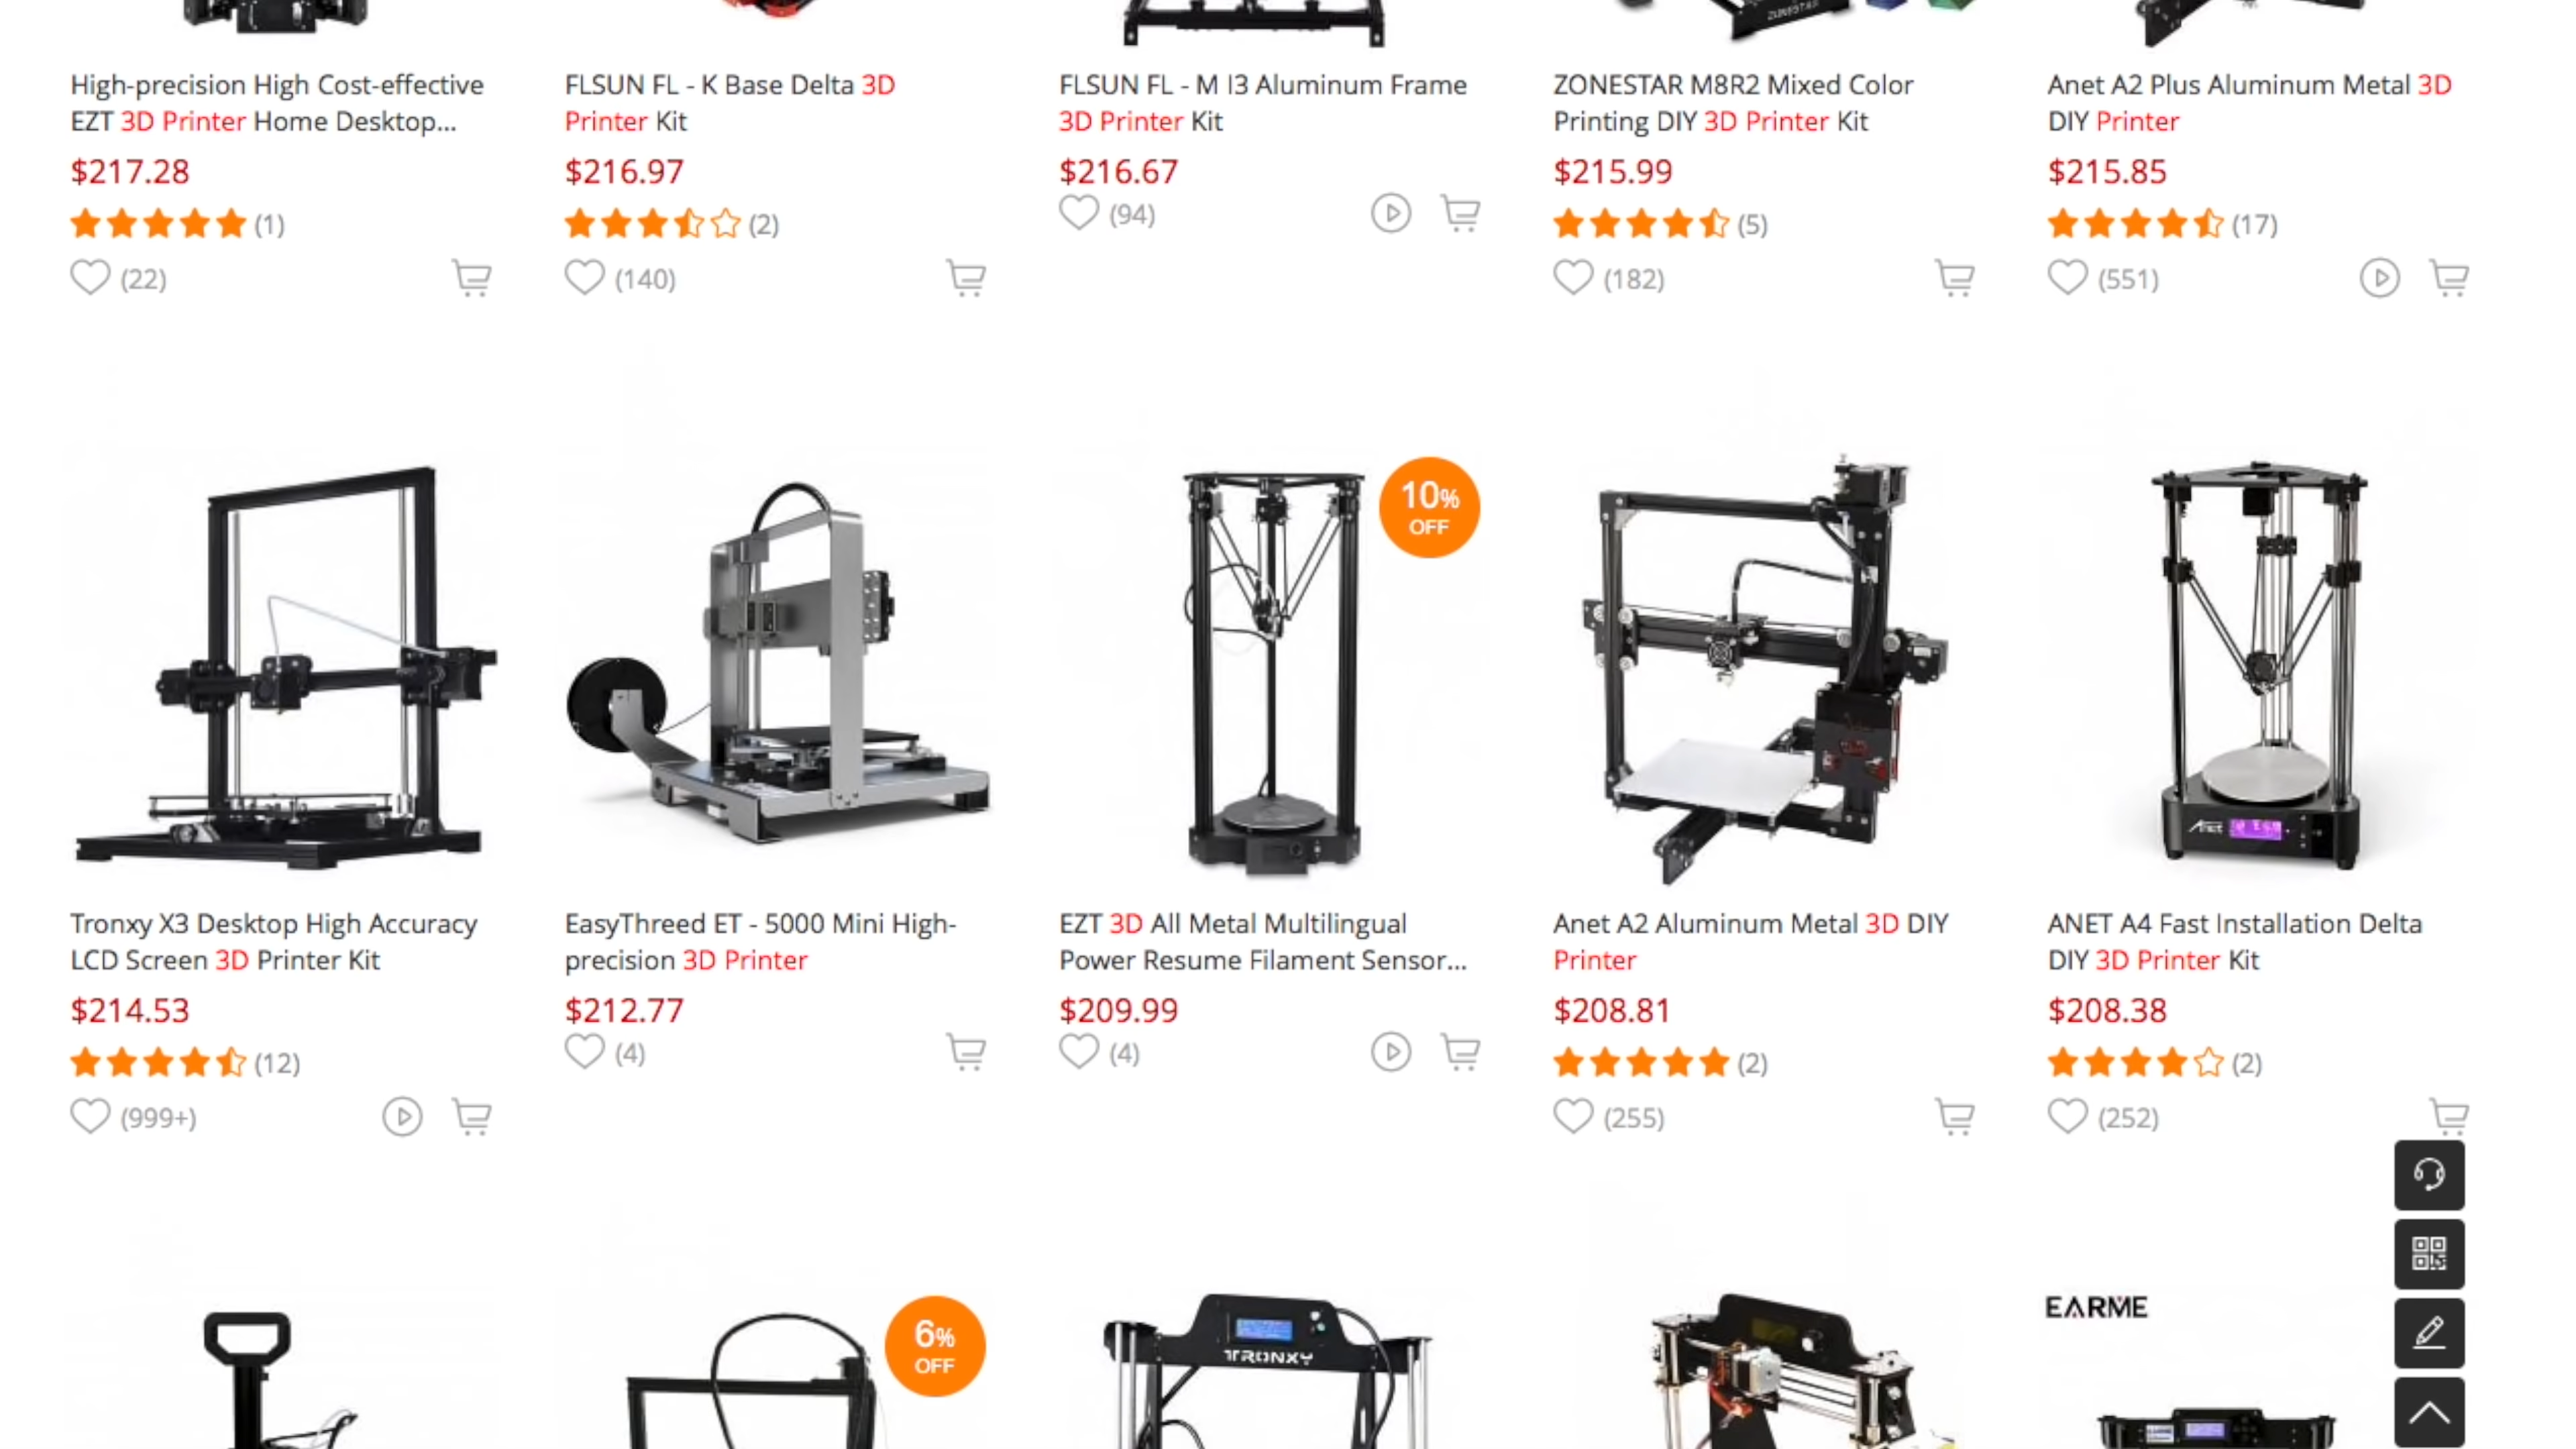 High-precision High Cost-effective
EZT 3D Printer Home Desktop...
$217.28
(1)
(22)
FLSUN FL - K Base Delta 3D
Printer Kit
$216.97
(2)
(140)
FLSUN FL - M I3 Aluminum Frame
3D Printer Kit
$216.67
(94)
ZONESTAR
ZONESTAR M8R2 Mixed Color
Printing DIY 3D Printer Kit
$215.99
(5)
(182)
Anet A2 Plus Aluminum Metal 3D
DIY Printer
$215.85
(17)
(551)
Tronxy X3 Desktop High Accuracy
LCD Screen 3D Printer Kit
$214.53
(12)
(999+)
EasyThreed ET - 5000 Mini High-
precision 3D Printer
$212.77
(4)
10%
OFF
EZT 3D All Metal Multilingual
Power Resume Filament Sensor...
$209.99
(4)
Anet A2 Aluminum Metal 3D DIY
Printer
$208.81
(2)
(255)
Anet
ANET A4 Fast Installation Delta
DIY 3D Printer Kit
$208.38
(2)
(252)
6%
OFF
TRONXY
EARME